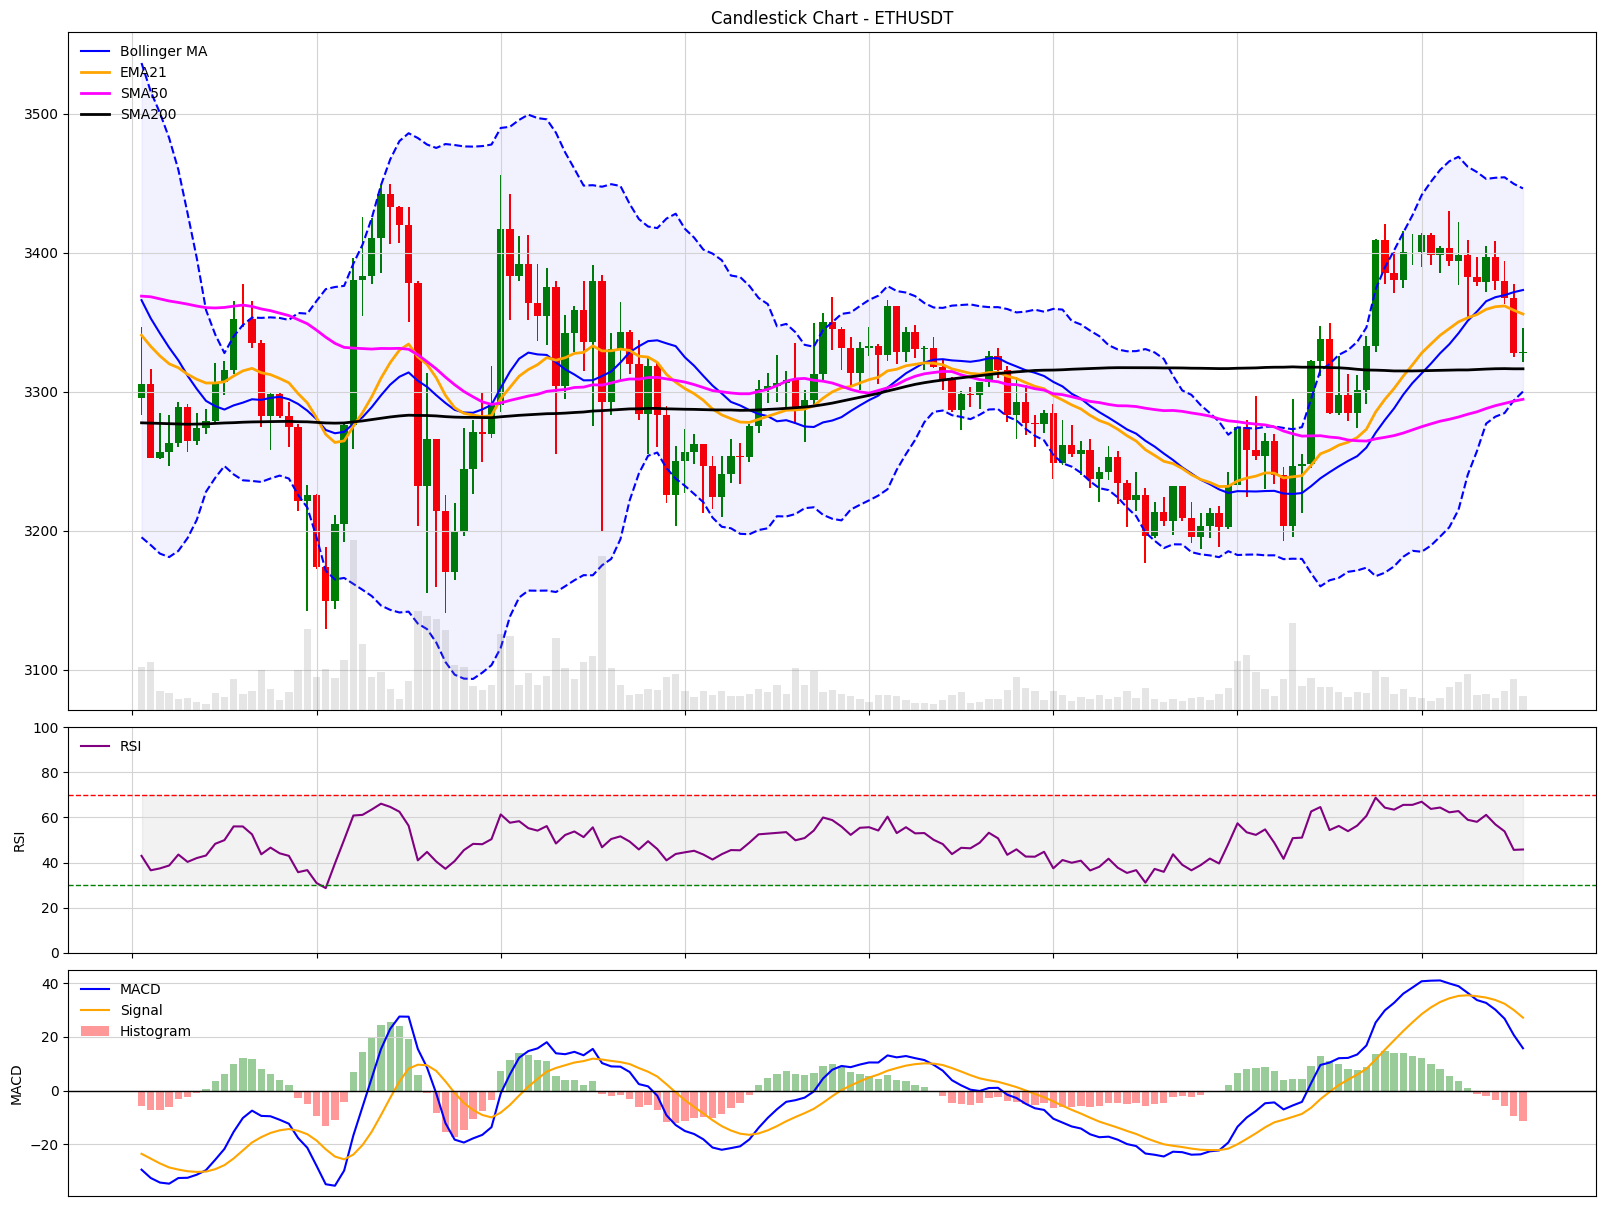 Candlestick Chart - ETHUSDT
Bollinger MA
EMA21
SMA50
SMA200
3500
3400
3300
3200
3100
RSI
100
80
60
40
20
0
RSI
MACD
Signal
Histogram
40
20
0
−20
MACD